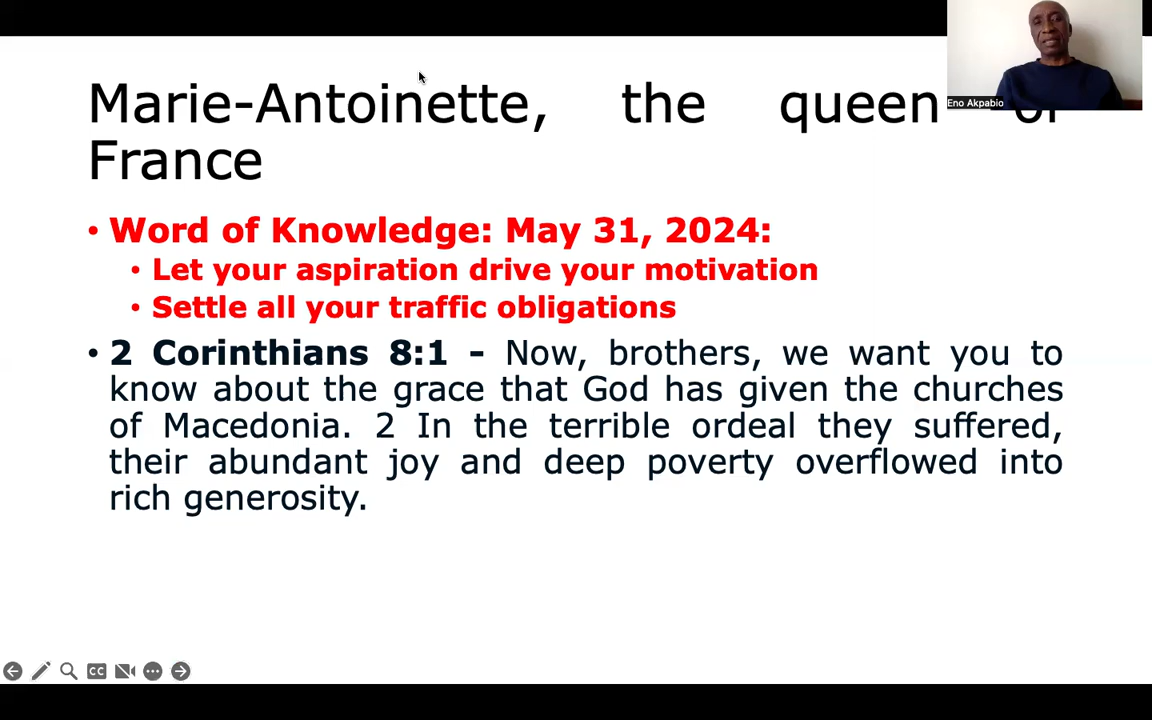 Marie-Antoinette, the queen of
France
Eno Akpabio
• Word of Knowledge: May 31, 2024:
• Let your aspiration drive your motivation
• Settle all your traffic obligations
• 2 Corinthians 8:1 - Now, brothers, we want you to
know about the grace that God has given the churches
of Macedonia. 2 In the terrible ordeal they suffered,
their abundant joy and deep poverty overflowed into
rich generosity.
CC